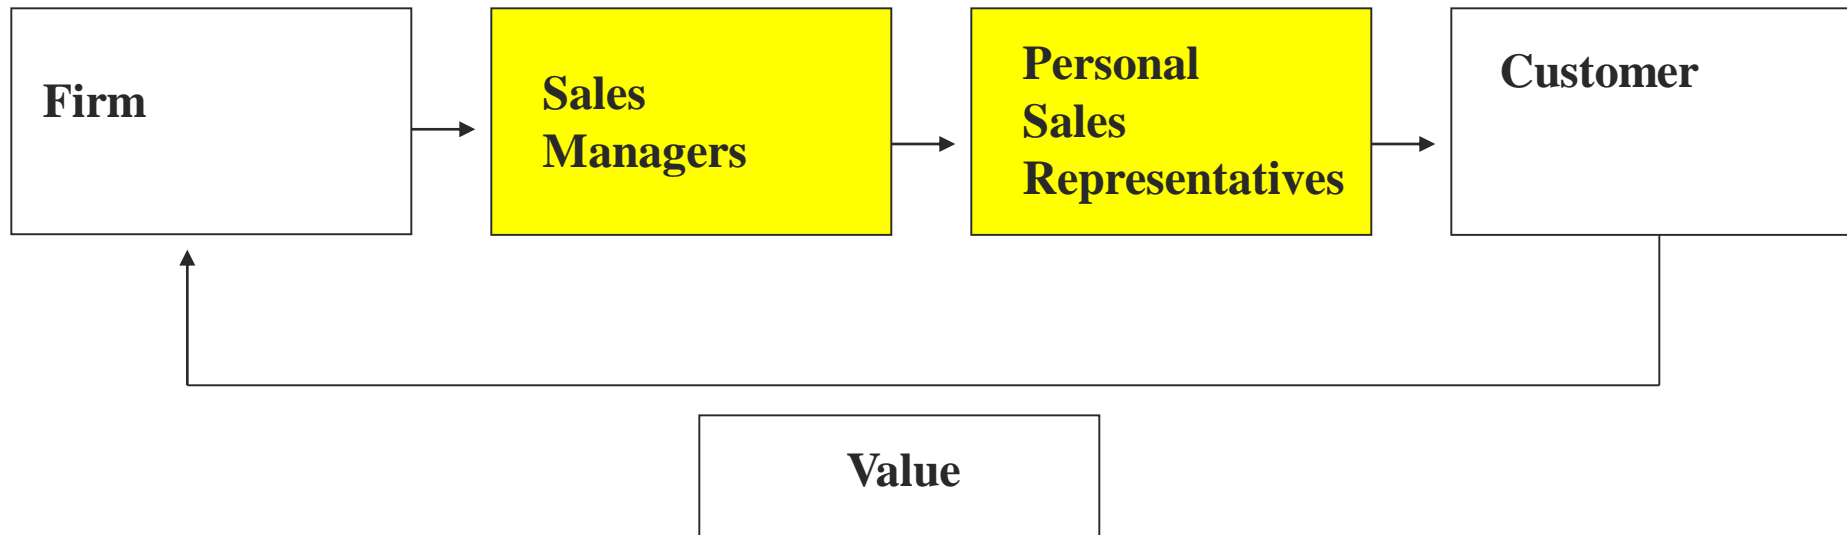 Firm
Sales
Managers
Personal
Sales
Representatives
Customer
Value